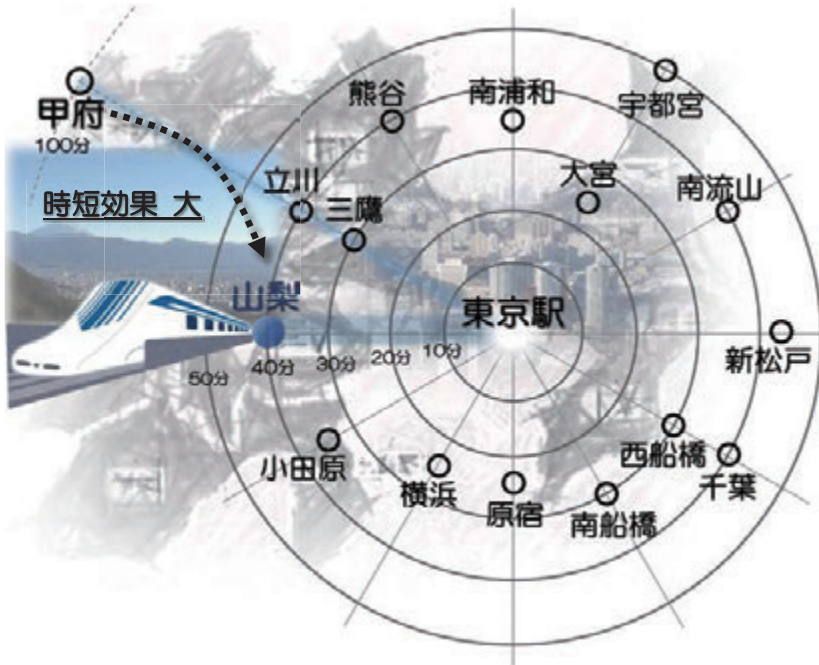 熊谷
南浦和
宇都宮
甲府
100分
立川
三鷹
大宮
南流山
時短効果 大
山梨
東京駅
新松戸
50分
40分
30分
20分
10分
小田原
横浜
原宿
南船橋
西船橋
千葉